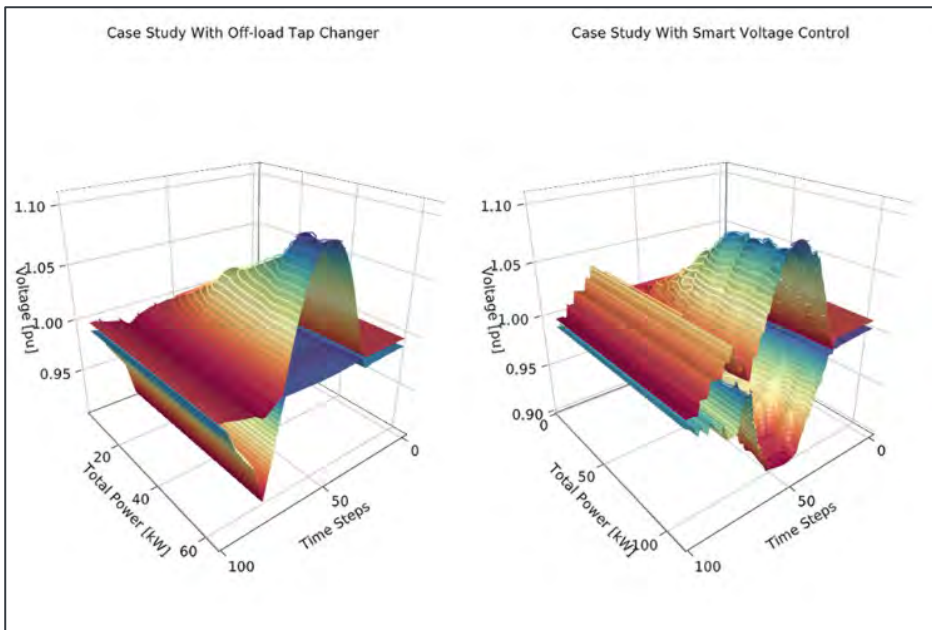 Case Study With Off-load Tap Changer
1.10
1.05
1.00
0.95
Voltage [pu]
20
40
60
Total Power [kW]
0
50
100
Time Steps
Case Study With Smart Voltage Control
1.10
1.05
1.00
0.95
0.90
Voltage [pu]
0
50
100
Total Power [kW]
0
50
100
Time Steps